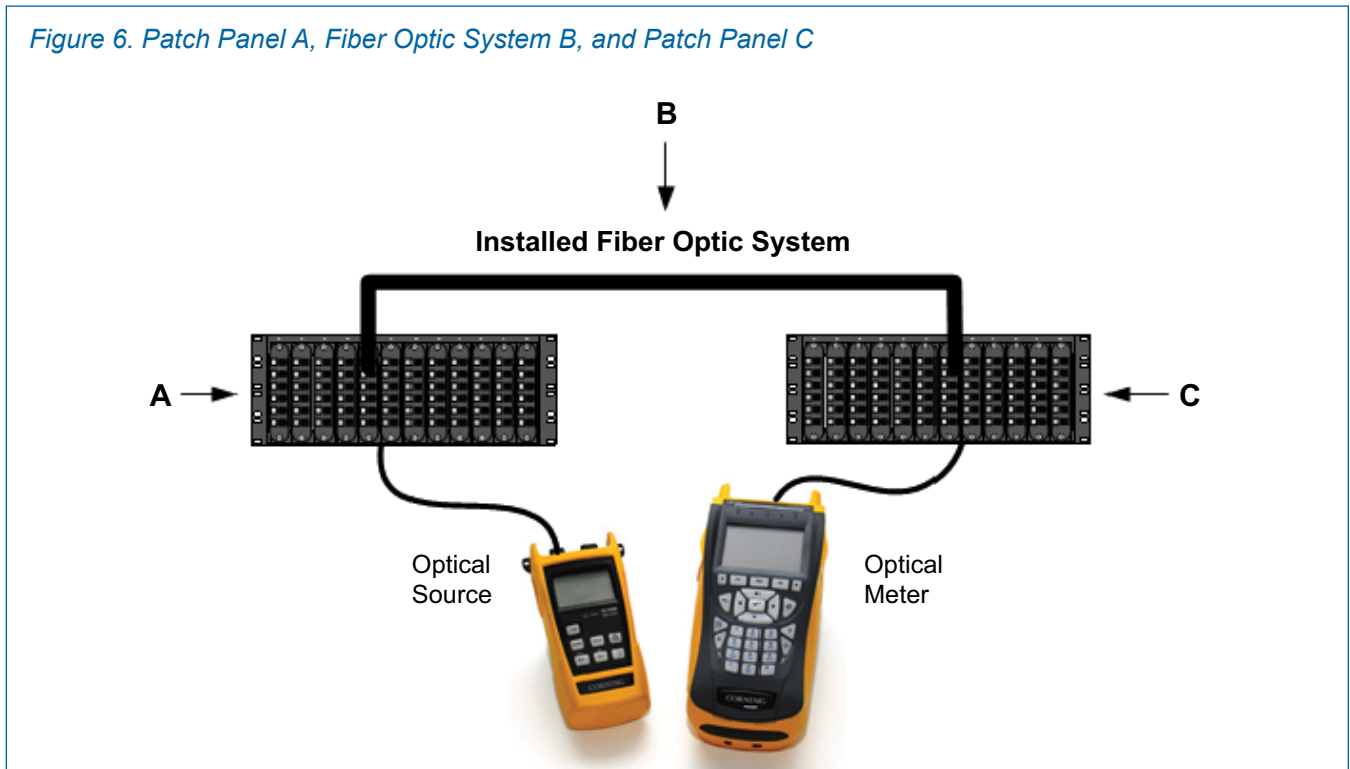 Figure 6. Patch Panel A, Fiber Optic System B, and Patch Panel C
B
Installed Fiber Optic System
A
C
Optical
Source
Optical
Meter
CORNING
CORNING